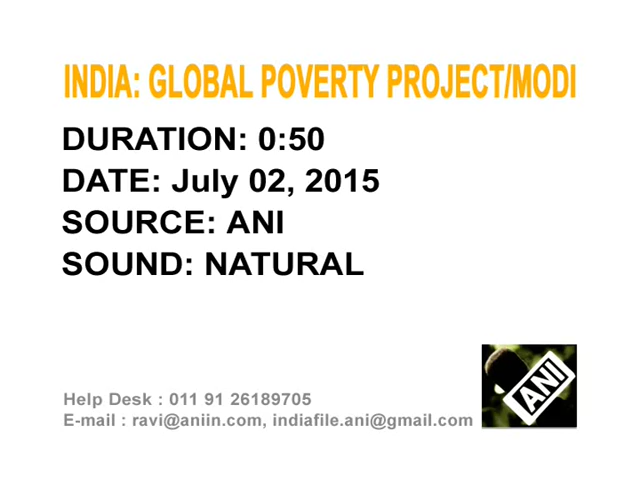 INDIA: GLOBAL POVERTY PROJECT/MODI
DURATION: 0:50
DATE: July 02, 2015
SOURCE: ANI
SOUND: NATURAL
Help Desk : 011 91 26189705
E-mail : ravi@aniin.com, indiafile.ani@gmail.com
ANI